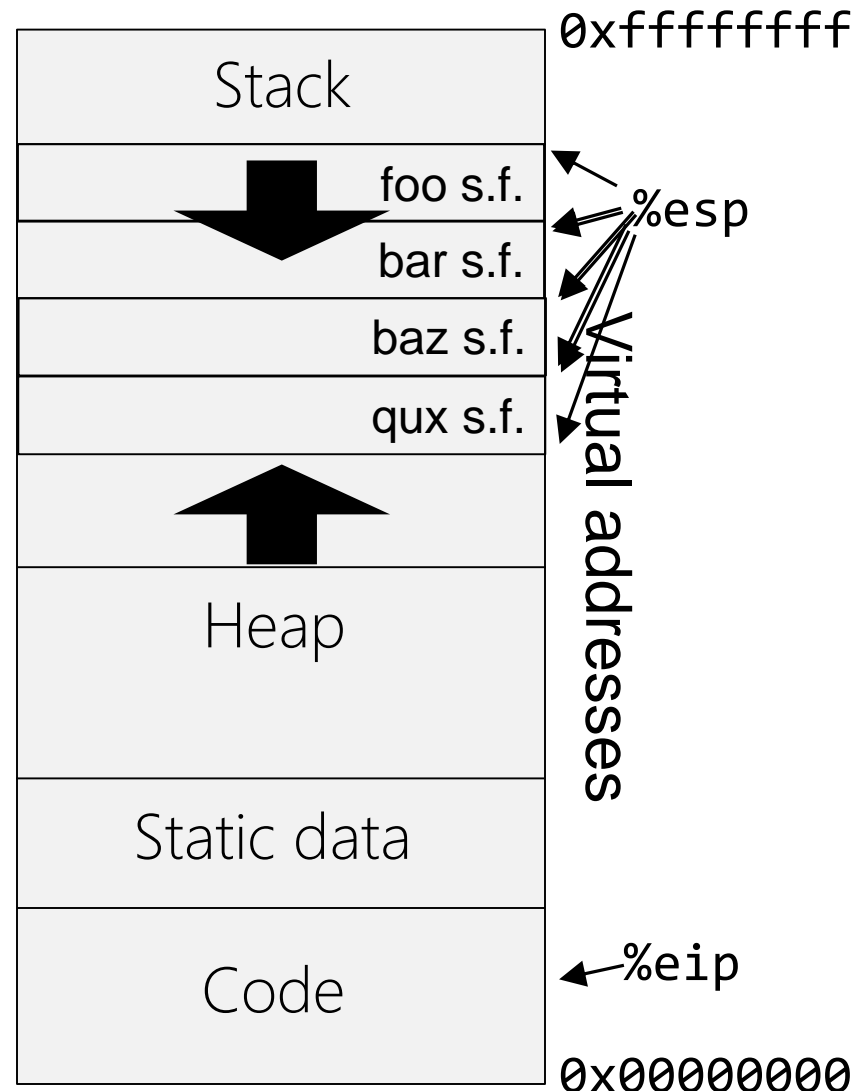 0xffffffff
Stack
foo s.f.
%esp
bar s.f.
baz s.f.
qux s.f.
Virtual addresses
Heap
Static data
%eip
Code
0x00000000